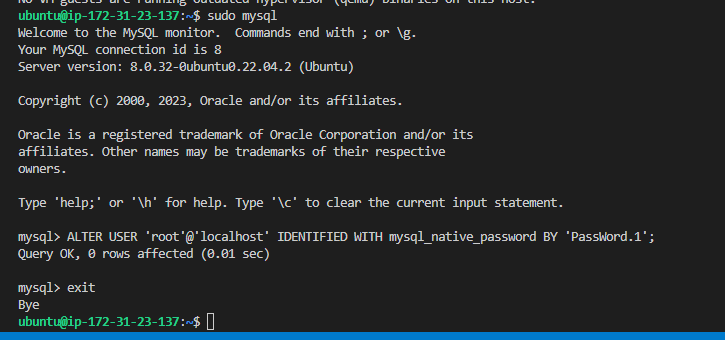 No VM guests are running outdated hypervisor (qemu) binaries on this host.
ubuntu@ip-172-31-23-137:~$ sudo mysql
Welcome to the MySQL monitor.  Commands end with ; or \g.
Your MySQL connection id is 8
Server version: 8.0.32-0ubuntu0.22.04.2 (Ubuntu)
Copyright (c) 2000, 2023, Oracle and/or its affiliates.
Oracle is a registered trademark of Oracle Corporation and/or its
affiliates. Other names may be trademarks of their respective
owners.
Type 'help;' or '\h' for help. Type '\c' to clear the current input statement.
mysql> ALTER USER 'root'@'localhost' IDENTIFIED WITH mysql_native_password BY 'PassWord.1';
Query OK, 0 rows affected (0.01 sec)
mysql> exit
Bye
ubuntu@ip-172-31-23-137:~$